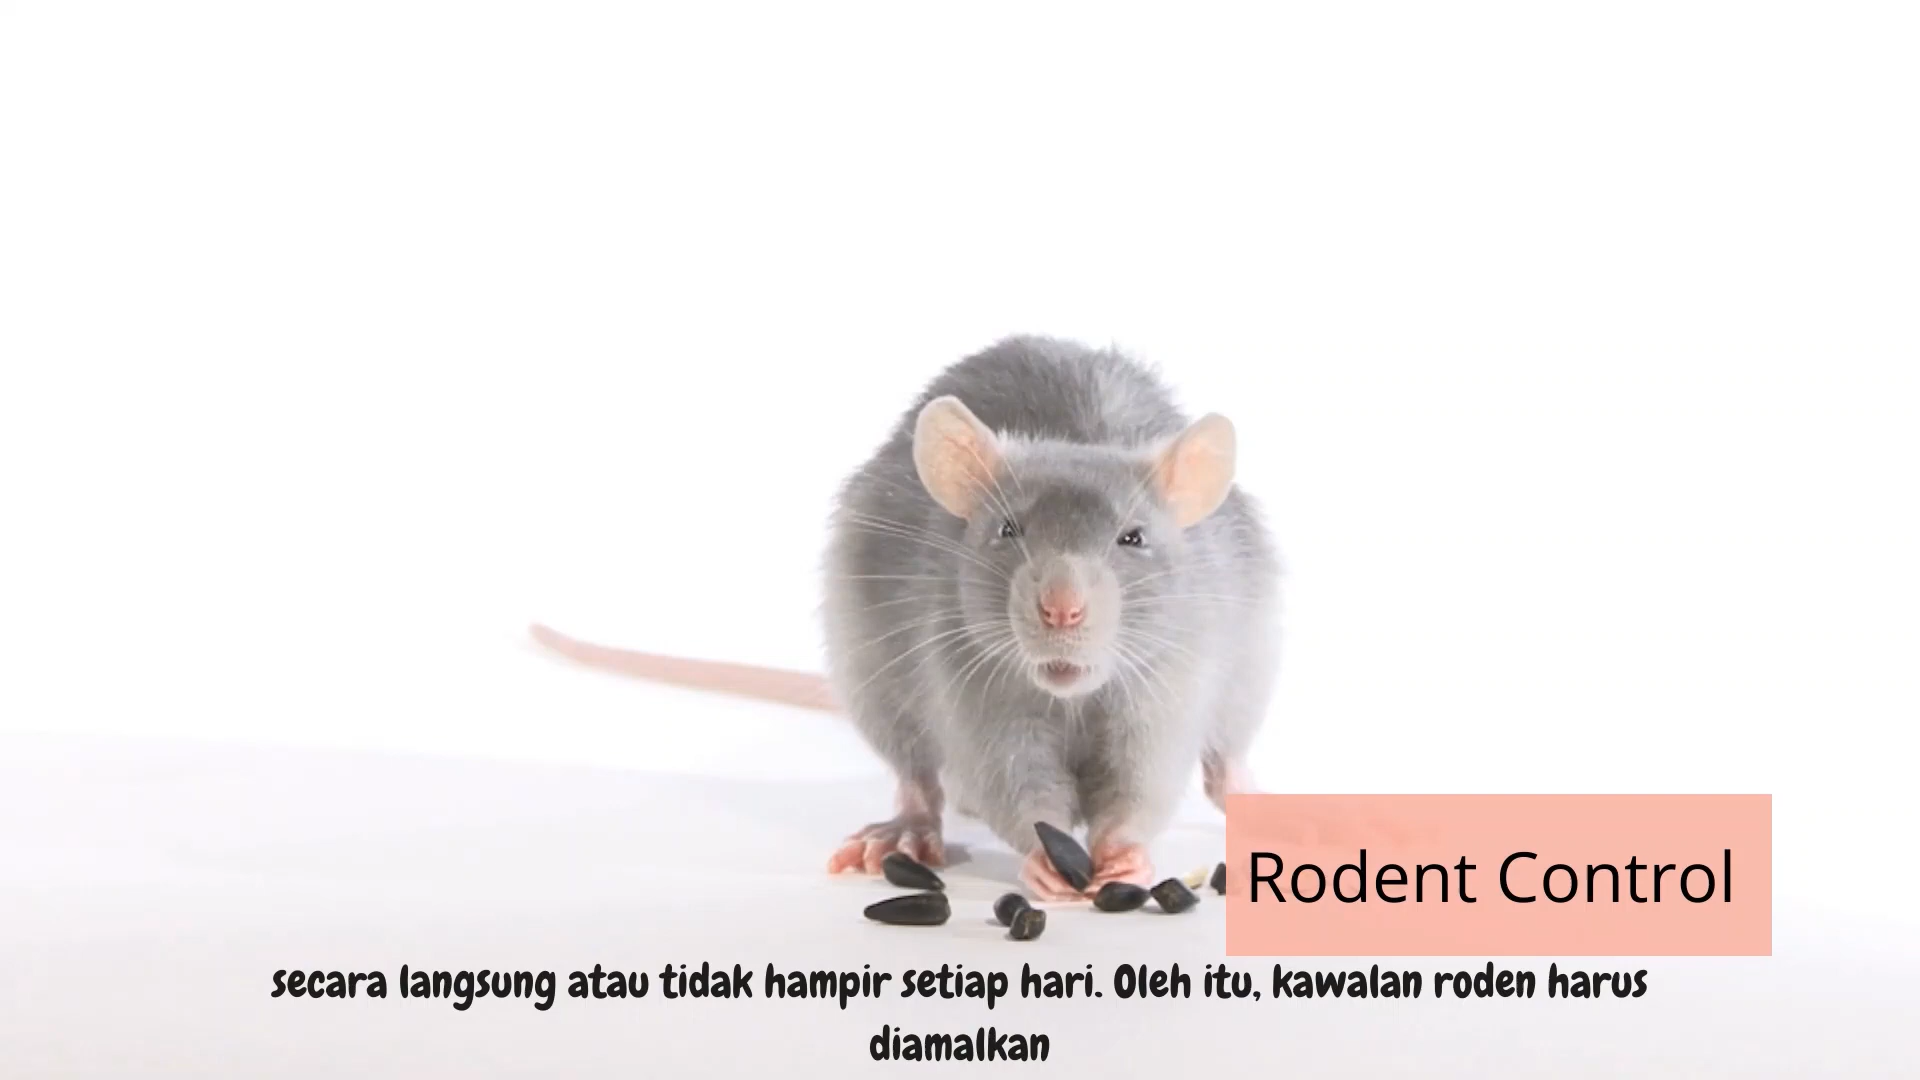 Rodent Control
secara langsung atau tidak hampir setiap hari. Oleh itu, kawalan roden harus
diamalkan